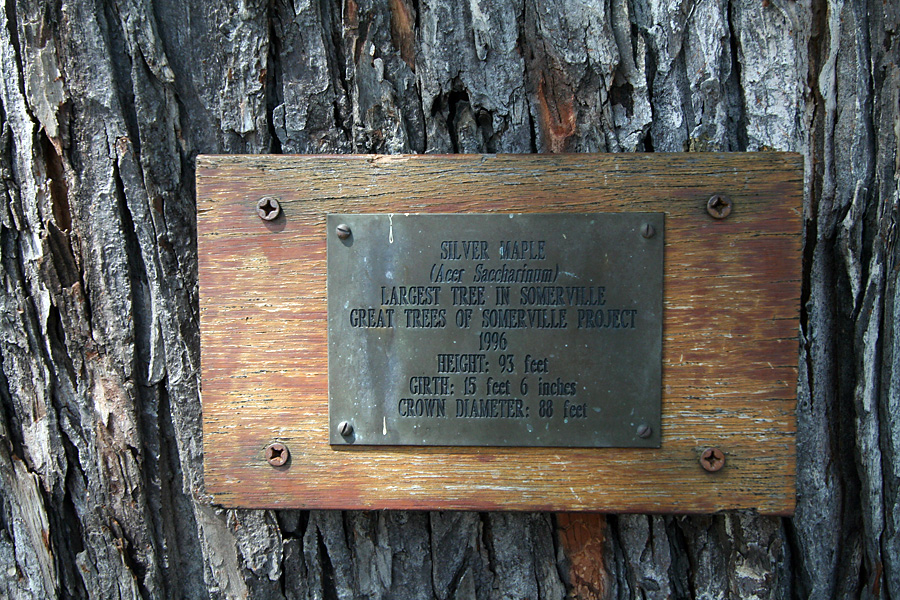 SILVER MAPLE
(Acer Saccharinum)
LARGEST TREE IN SOMERVILLE
GREAT TREES OF SOMERVILLE PROJECT
1996
HEIGHT: 93 feet
GIRTH: 15 feet 6 inches
CROWN DIAMETER: 88 feet